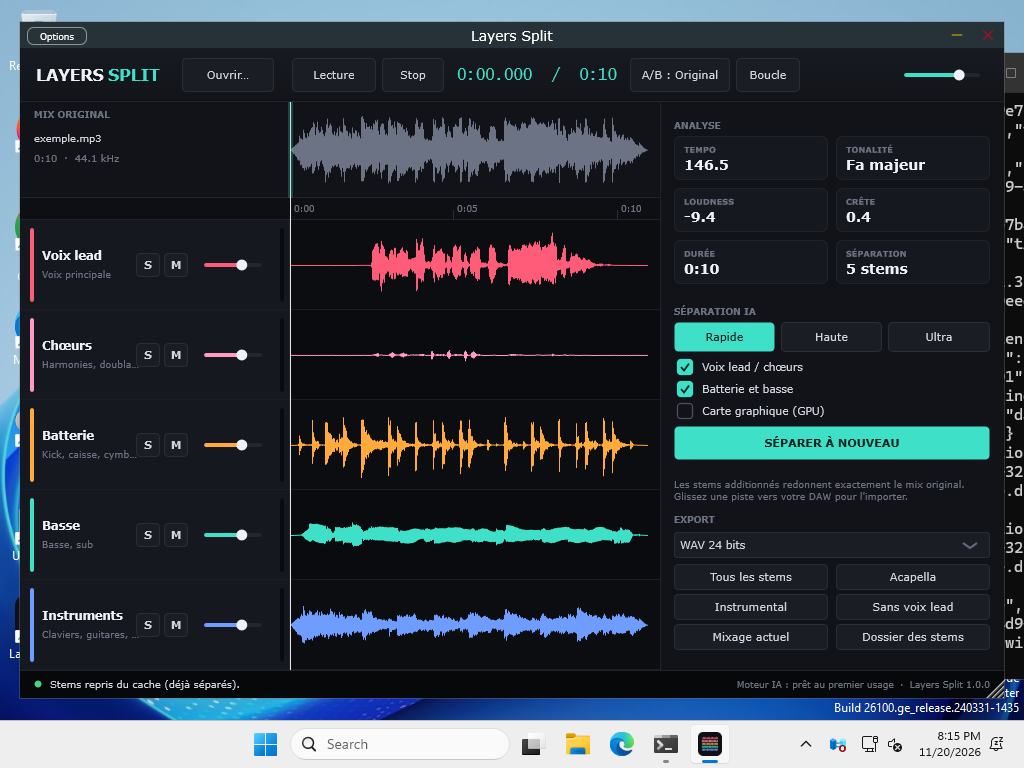 Options
Layers Split
LAYERS SPLIT
Ouvrir...
Lecture
Stop
0:00.000 / 0:10
A/B : Original
Boucle
MIX ORIGINAL
exemple.mp3
0:10 · 44.1 kHz
0:00
0:05
0:10
Voix lead
Voix principale
S
M
Chœurs
Harmonies, doubla...
S
M
Batterie
Kick, caisse, cymb...
S
M
Basse
Basse, sub
S
M
Instruments
Claviers, guitares, ...
S
M
ANALYSE
TEMPO
146.5
TONALITÉ
Fa majeur
LOUDNESS
-9.4
CRÊTE
0.4
DURÉE
0:10
SÉPARATION
5 stems
SÉPARATION IA
Rapide
Haute
Ultra
Voix lead / chœurs
Batterie et basse
Carte graphique (GPU)
SÉPARER À NOUVEAU
Les stems additionnés redonnent exactement le mix original.
Glissez une piste vers votre DAW pour l'importer.
EXPORT
WAV 24 bits
Tous les stems
Acapella
Instrumental
Sans voix lead
Mixage actuel
Dossier des stems
Stems repris du cache (déjà séparés).
Moteur IA : prêt au premier usage · Layers Split 1.0.0
Build 26100.ge_release.240331-1435
Search
8:15 PM
11/20/2026